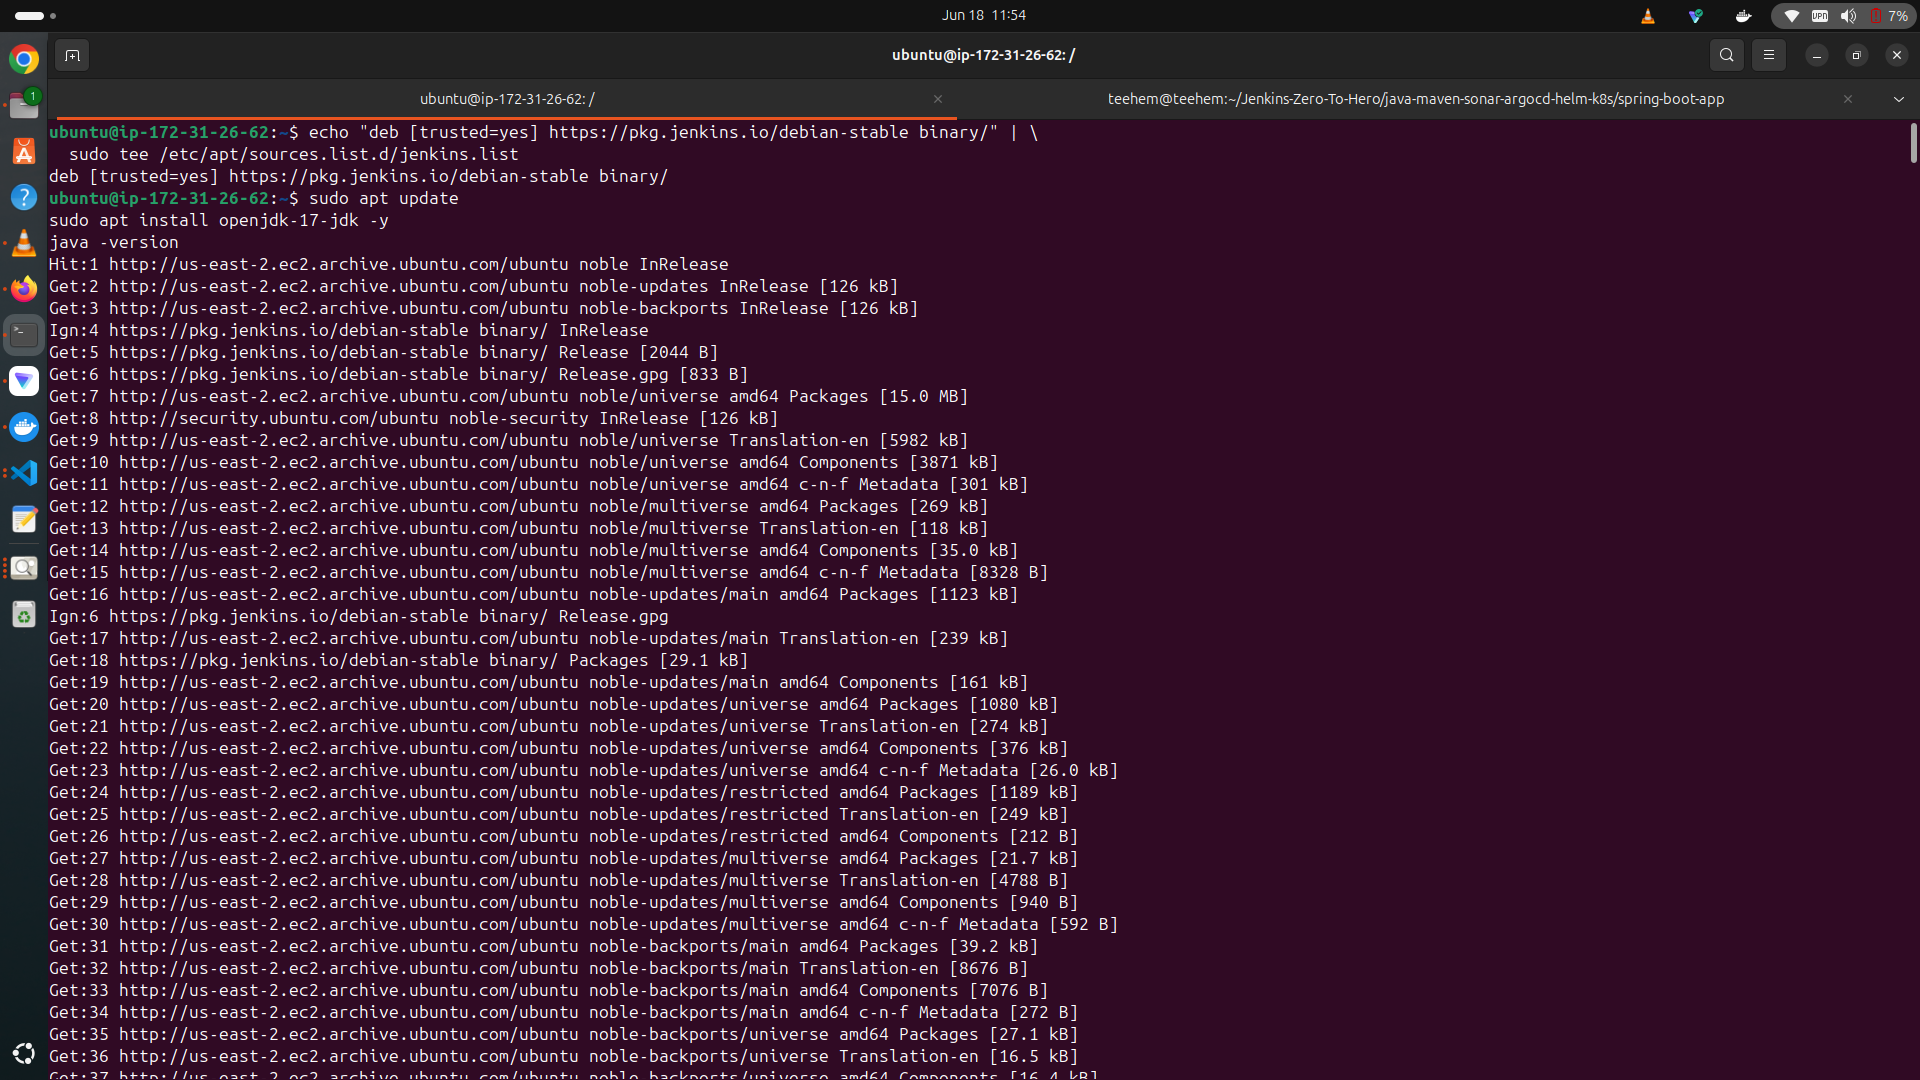 Jun 18 11:54
VPN
7%
ubuntu@ip-172-31-26-62: /
1
ubuntu@ip-172-31-26-62: /
teehem@teehem:~/Jenkins-Zero-To-Hero/java-maven-sonar-argocd-helm-k8s/spring-boot-app
ubuntu@ip-172-31-26-62:~$ echo "deb [trusted=yes] https://pkg.jenkins.io/debian-stable binary/" | \
  sudo tee /etc/apt/sources.list.d/jenkins.list
deb [trusted=yes] https://pkg.jenkins.io/debian-stable binary/
ubuntu@ip-172-31-26-62:~$ sudo apt update
sudo apt install openjdk-17-jdk -y
java -version
Hit:1 http://us-east-2.ec2.archive.ubuntu.com/ubuntu noble InRelease
Get:2 http://us-east-2.ec2.archive.ubuntu.com/ubuntu noble-updates InRelease [126 kB]
Get:3 http://us-east-2.ec2.archive.ubuntu.com/ubuntu noble-backports InRelease [126 kB]
Ign:4 https://pkg.jenkins.io/debian-stable binary/ InRelease
Get:5 https://pkg.jenkins.io/debian-stable binary/ Release [2044 B]
Get:6 https://pkg.jenkins.io/debian-stable binary/ Release.gpg [833 B]
Get:7 http://us-east-2.ec2.archive.ubuntu.com/ubuntu noble/universe amd64 Packages [15.0 MB]
Get:8 http://security.ubuntu.com/ubuntu noble-security InRelease [126 kB]
Get:9 http://us-east-2.ec2.archive.ubuntu.com/ubuntu noble/universe Translation-en [5982 kB]
Get:10 http://us-east-2.ec2.archive.ubuntu.com/ubuntu noble/universe amd64 Components [3871 kB]
Get:11 http://us-east-2.ec2.archive.ubuntu.com/ubuntu noble/universe amd64 c-n-f Metadata [301 kB]
Get:12 http://us-east-2.ec2.archive.ubuntu.com/ubuntu noble/multiverse amd64 Packages [269 kB]
Get:13 http://us-east-2.ec2.archive.ubuntu.com/ubuntu noble/multiverse Translation-en [118 kB]
Get:14 http://us-east-2.ec2.archive.ubuntu.com/ubuntu noble/multiverse amd64 Components [35.0 kB]
Get:15 http://us-east-2.ec2.archive.ubuntu.com/ubuntu noble/multiverse amd64 c-n-f Metadata [8328 B]
Get:16 http://us-east-2.ec2.archive.ubuntu.com/ubuntu noble-updates/main amd64 Packages [1123 kB]
Ign:6 https://pkg.jenkins.io/debian-stable binary/ Release.gpg
Get:17 http://us-east-2.ec2.archive.ubuntu.com/ubuntu noble-updates/main Translation-en [239 kB]
Get:18 https://pkg.jenkins.io/debian-stable binary/ Packages [29.1 kB]
Get:19 http://us-east-2.ec2.archive.ubuntu.com/ubuntu noble-updates/main amd64 Components [161 kB]
Get:20 http://us-east-2.ec2.archive.ubuntu.com/ubuntu noble-updates/universe amd64 Packages [1080 kB]
Get:21 http://us-east-2.ec2.archive.ubuntu.com/ubuntu noble-updates/universe Translation-en [274 kB]
Get:22 http://us-east-2.ec2.archive.ubuntu.com/ubuntu noble-updates/universe amd64 Components [376 kB]
Get:23 http://us-east-2.ec2.archive.ubuntu.com/ubuntu noble-updates/universe amd64 c-n-f Metadata [26.0 kB]
Get:24 http://us-east-2.ec2.archive.ubuntu.com/ubuntu noble-updates/restricted amd64 Packages [1189 kB]
Get:25 http://us-east-2.ec2.archive.ubuntu.com/ubuntu noble-updates/restricted Translation-en [249 kB]
Get:26 http://us-east-2.ec2.archive.ubuntu.com/ubuntu noble-updates/restricted amd64 Components [212 B]
Get:27 http://us-east-2.ec2.archive.ubuntu.com/ubuntu noble-updates/multiverse amd64 Packages [21.7 kB]
Get:28 http://us-east-2.ec2.archive.ubuntu.com/ubuntu noble-updates/multiverse Translation-en [4788 B]
Get:29 http://us-east-2.ec2.archive.ubuntu.com/ubuntu noble-updates/multiverse amd64 Components [940 B]
Get:30 http://us-east-2.ec2.archive.ubuntu.com/ubuntu noble-updates/multiverse amd64 c-n-f Metadata [592 B]
Get:31 http://us-east-2.ec2.archive.ubuntu.com/ubuntu noble-backports/main amd64 Packages [39.2 kB]
Get:32 http://us-east-2.ec2.archive.ubuntu.com/ubuntu noble-backports/main Translation-en [8676 B]
Get:33 http://us-east-2.ec2.archive.ubuntu.com/ubuntu noble-backports/main amd64 Components [7076 B]
Get:34 http://us-east-2.ec2.archive.ubuntu.com/ubuntu noble-backports/main amd64 c-n-f Metadata [272 B]
Get:35 http://us-east-2.ec2.archive.ubuntu.com/ubuntu noble-backports/universe amd64 Packages [27.1 kB]
Get:36 http://us-east-2.ec2.archive.ubuntu.com/ubuntu noble-backports/universe Translation-en [16.5 kB]
Get:37 http://us-east-2.ec2.archive.ubuntu.com/ubuntu noble-backports/universe amd64 Components [16.4 kB]